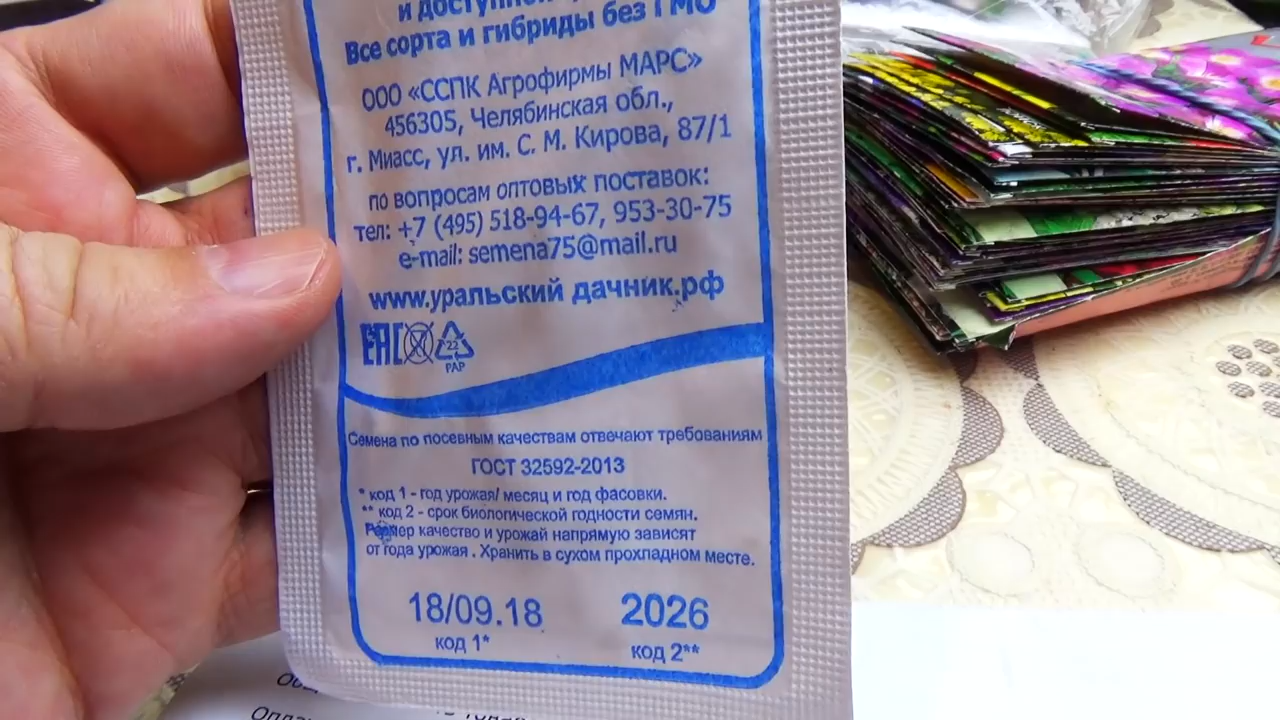 и доступной
Все сорта и гибриды без ГМО
ООО «ССПК Агрофирмы МАРС»
456305, Челябинская обл.,
г. Миасс, ул. им. С. М. Кирова, 87/1
по вопросам оптовых поставок:
тел: +7 (495) 518-94-67, 953-30-75
e-mail: semena75@mail.ru
www.уральский дачник.рф
EAC
22
PAP
Семена по посевным качествам отвечают требованиям
ГОСТ 32592-2013
* код 1 - год урожая/ месяц и год фасовки.
** код 2 - срок биологической годности семян.
Размер качество и урожай напрямую зависят
от года урожая . Хранить в сухом прохладном месте.
18/09.18 2026
код 1* код 2**